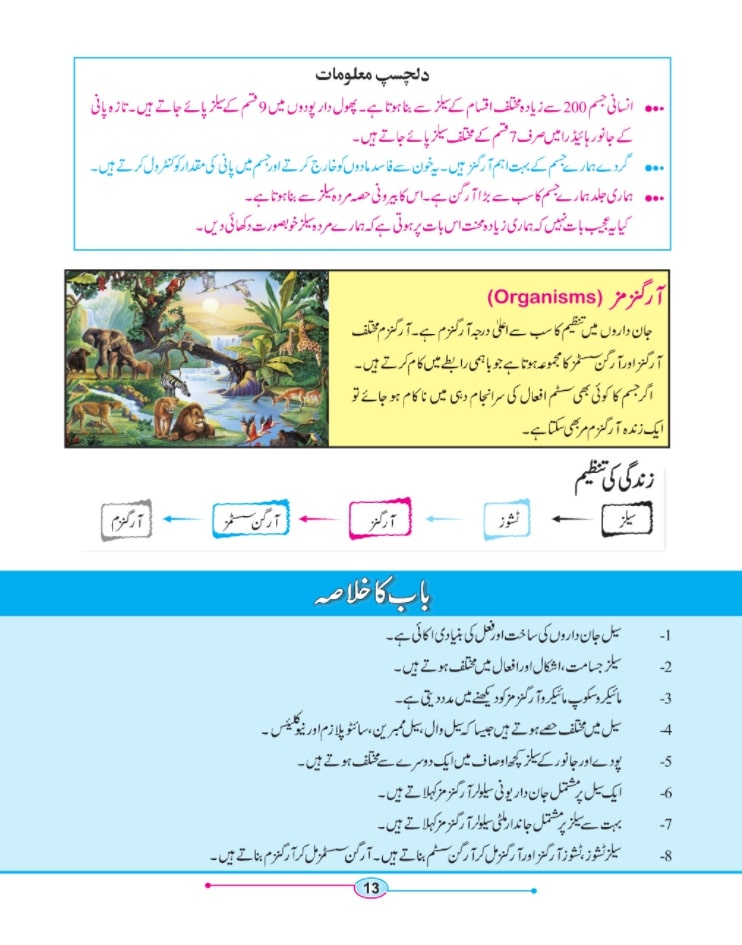 دلچسپ معلومات
انسانی جسم 200 سے زیادہ مختلف اقسام کے سیلز سے بنا ہوتا ہے۔ پھول دار پودوں میں 9 قسم کے سیلز پائے جاتے ہیں۔ تازہ پانی
کے جانور ہائیڈرا میں صرف 7 قسم کے مختلف سیلز پائے جاتے ہیں۔
گردے ہمارے جسم کے بہت اہم آرگنز ہیں۔ یہ خون سے فاسد مادوں کو خارج کرتے اور جسم میں پانی کی مقدار کو کنٹرول کرتے ہیں۔
ہماری جلد ہمارے جسم کا سب سے بڑا آرگن ہے۔ اس کا بیرونی حصہ مردہ سیلز سے بنا ہوتا ہے۔
کیا یہ عجیب بات نہیں کہ ہماری زیادہ محنت اس بات پر ہوتی ہے کہ ہمارے مردہ سیلز خوبصورت دکھائی دیں۔
آرگنزمز (Organisms)
جان داروں میں تنظیم کا سب سے اعلیٰ درجہ آرگنزم ہے۔ آرگنزم مختلف
آرگنز اور آرگن سسٹمز کا مجموعہ ہوتا ہے جو باہمی رابطے میں کام کرتے ہیں۔
اگر جسم کا کوئی بھی سسٹم افعال کی سرانجام دہی میں ناکام ہو جائے تو
ایک زندہ آرگنزم مر بھی سکتا ہے۔
زندگی کی تنظیم
سیلز
ٹشوز
آرگنز
آرگن سسٹمز
آرگنزم
باب کا خلاصہ
1- سیل جان داروں کی ساخت اور فعل کی بنیادی اکائی ہے۔
2- سیلز جسامت، اشکال اور افعال میں مختلف ہوتے ہیں۔
3- مائیکروسکوپ مائیکرو آرگنزمز کو دیکھنے میں مدد دیتی ہے۔
4- سیل میں مختلف حصے ہوتے ہیں جیسا کہ سیل وال، سیل ممبرین، سائٹوپلازم اور نیوکلیئس۔
5- پودے اور جانور کے سیلز کچھ اوصاف میں ایک دوسرے سے مختلف ہوتے ہیں۔
6- ایک سیل پر مشتمل جان دار یونی سیلولر آرگنزمز کہلاتے ہیں۔
7- بہت سے سیلز پر مشتمل جاندار ملٹی سیلولر آرگنزمز کہلاتے ہیں۔
8- سیلز ٹشوز، ٹشوز آرگنز اور آرگنز مل کر آرگن سسٹم بناتے ہیں۔ آرگن سسٹمز مل کر آرگنزم بناتے ہیں۔
13